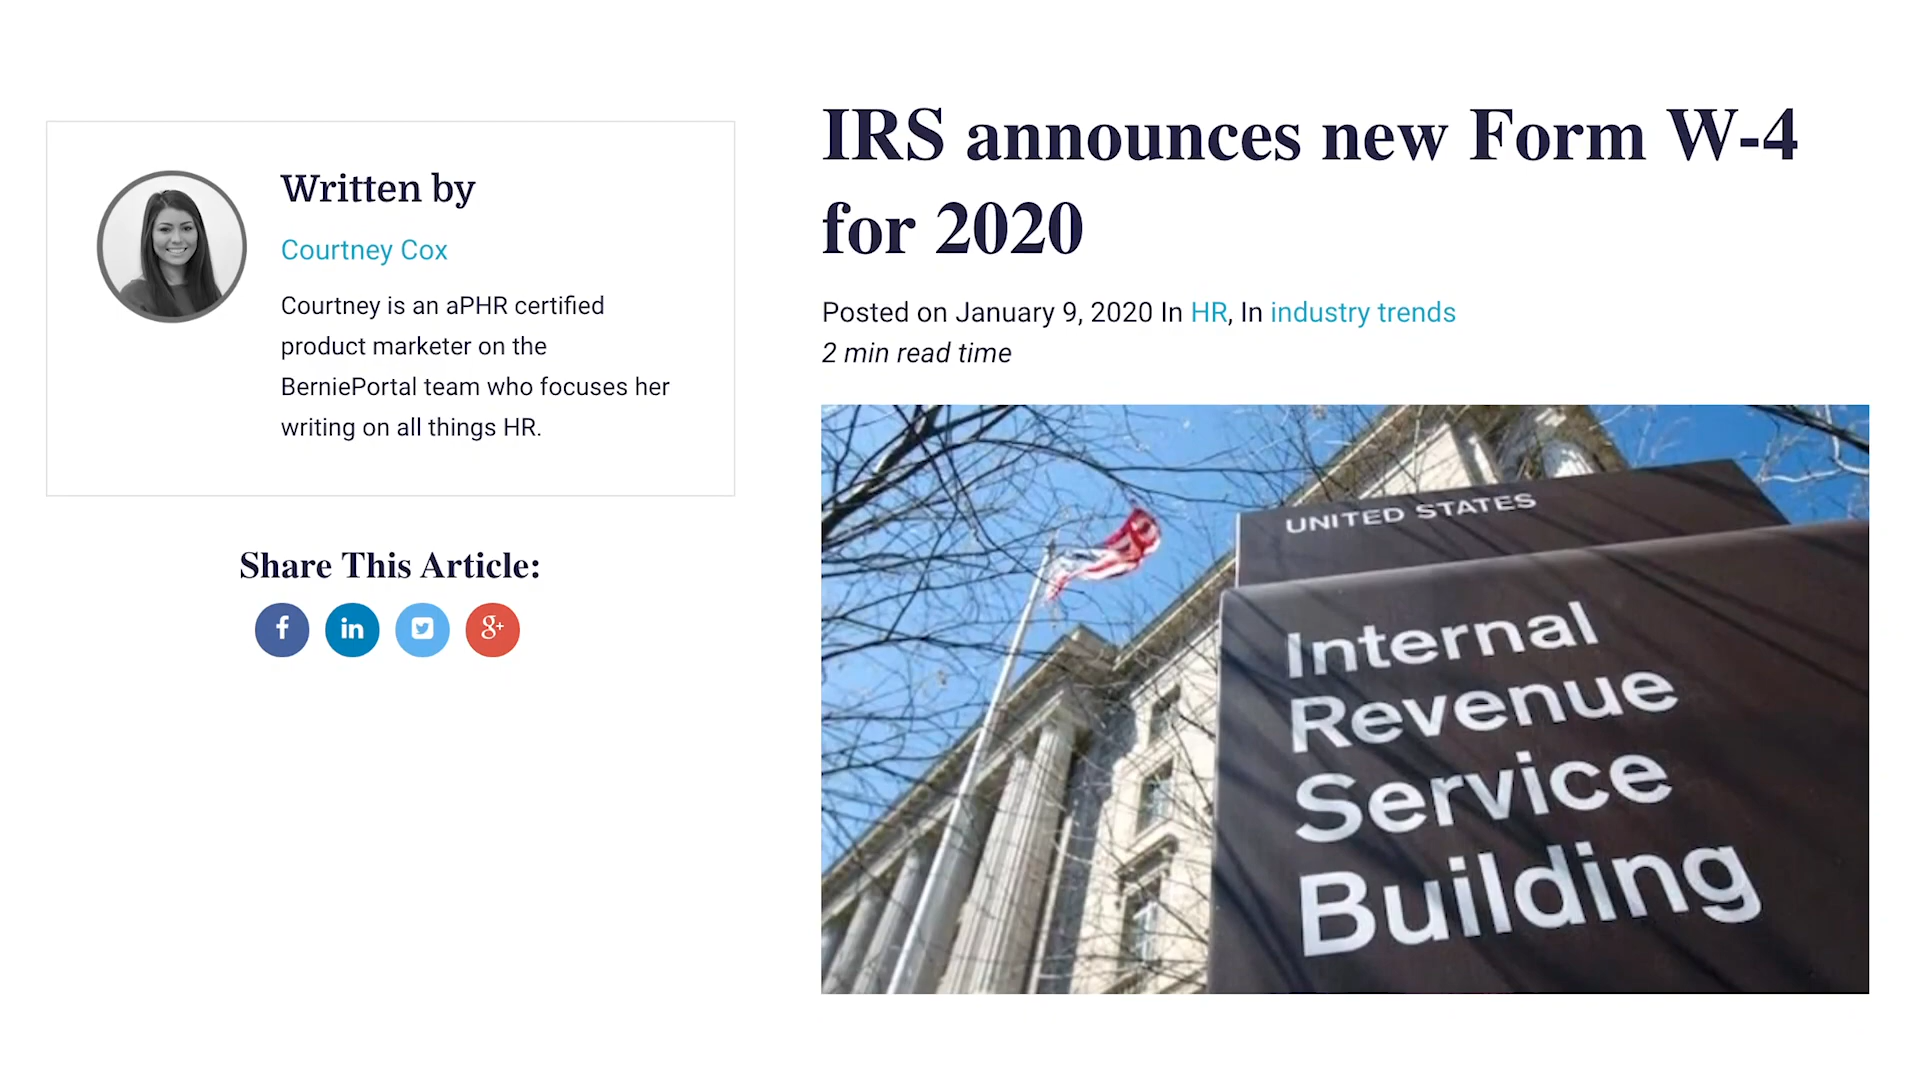 Written by
Courtney Cox
Courtney is an aPHR certified
product marketer on the
BerniePortal team who focuses her
writing on all things HR.
Share This Article:
f
in
g+
IRS announces new Form W-4
for 2020
Posted on January 9, 2020 In HR, In industry trends
2 min read time
UNITED STATES
Internal
Revenue
Service
Building